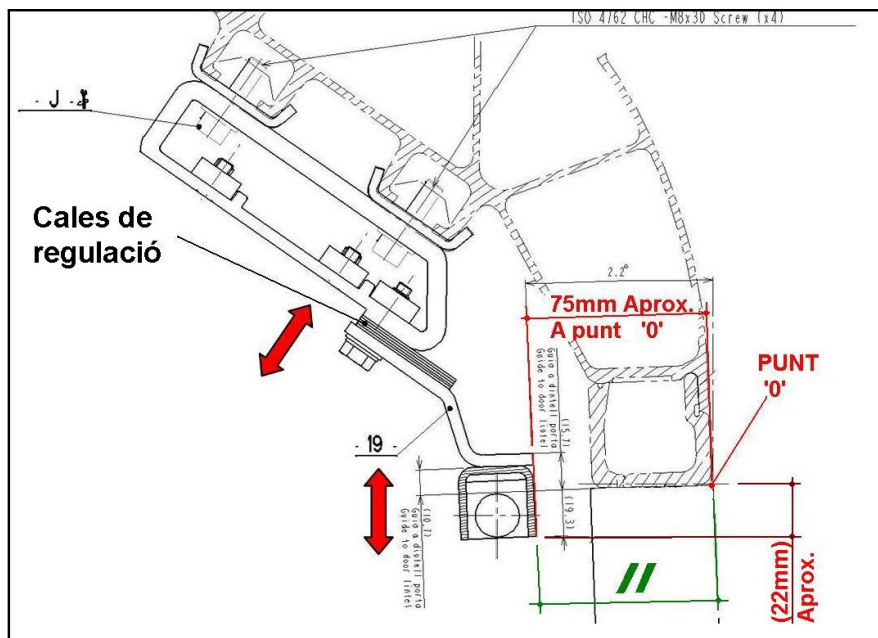 ISO 4762 CHC -M8x30 Screw (x4)
Cales de
regulació
2.2°
75mm Aprox.
A punt '0'
PUNT
'0'
Guia a dintell porta
Guide to door lintel
(15.7)
- 19 -
(10.7)
Guia a dintell porta
Guide to door lintel
(19.3)
//
(22mm)
Aprox.